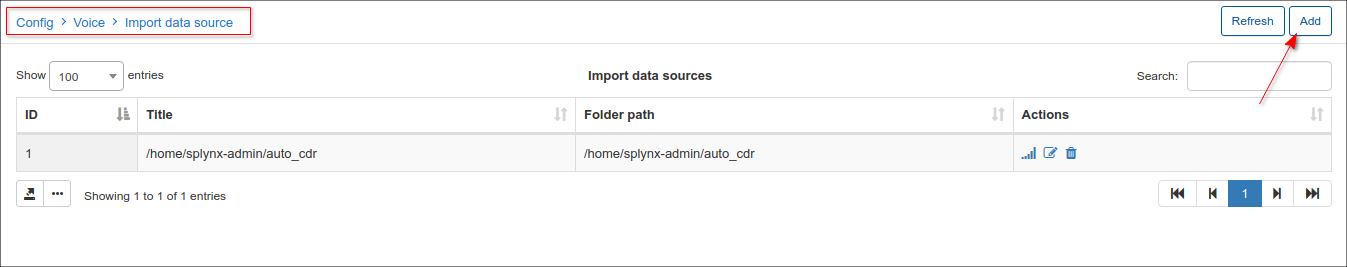 Config > Voice > Import data source
Refresh
Add
Show 100 entries
Import data sources
Search:
ID Title Folder path Actions
1 /home/splynx-admin/auto_cdr /home/splynx-admin/auto_cdr
Showing 1 to 1 of 1 entries
1